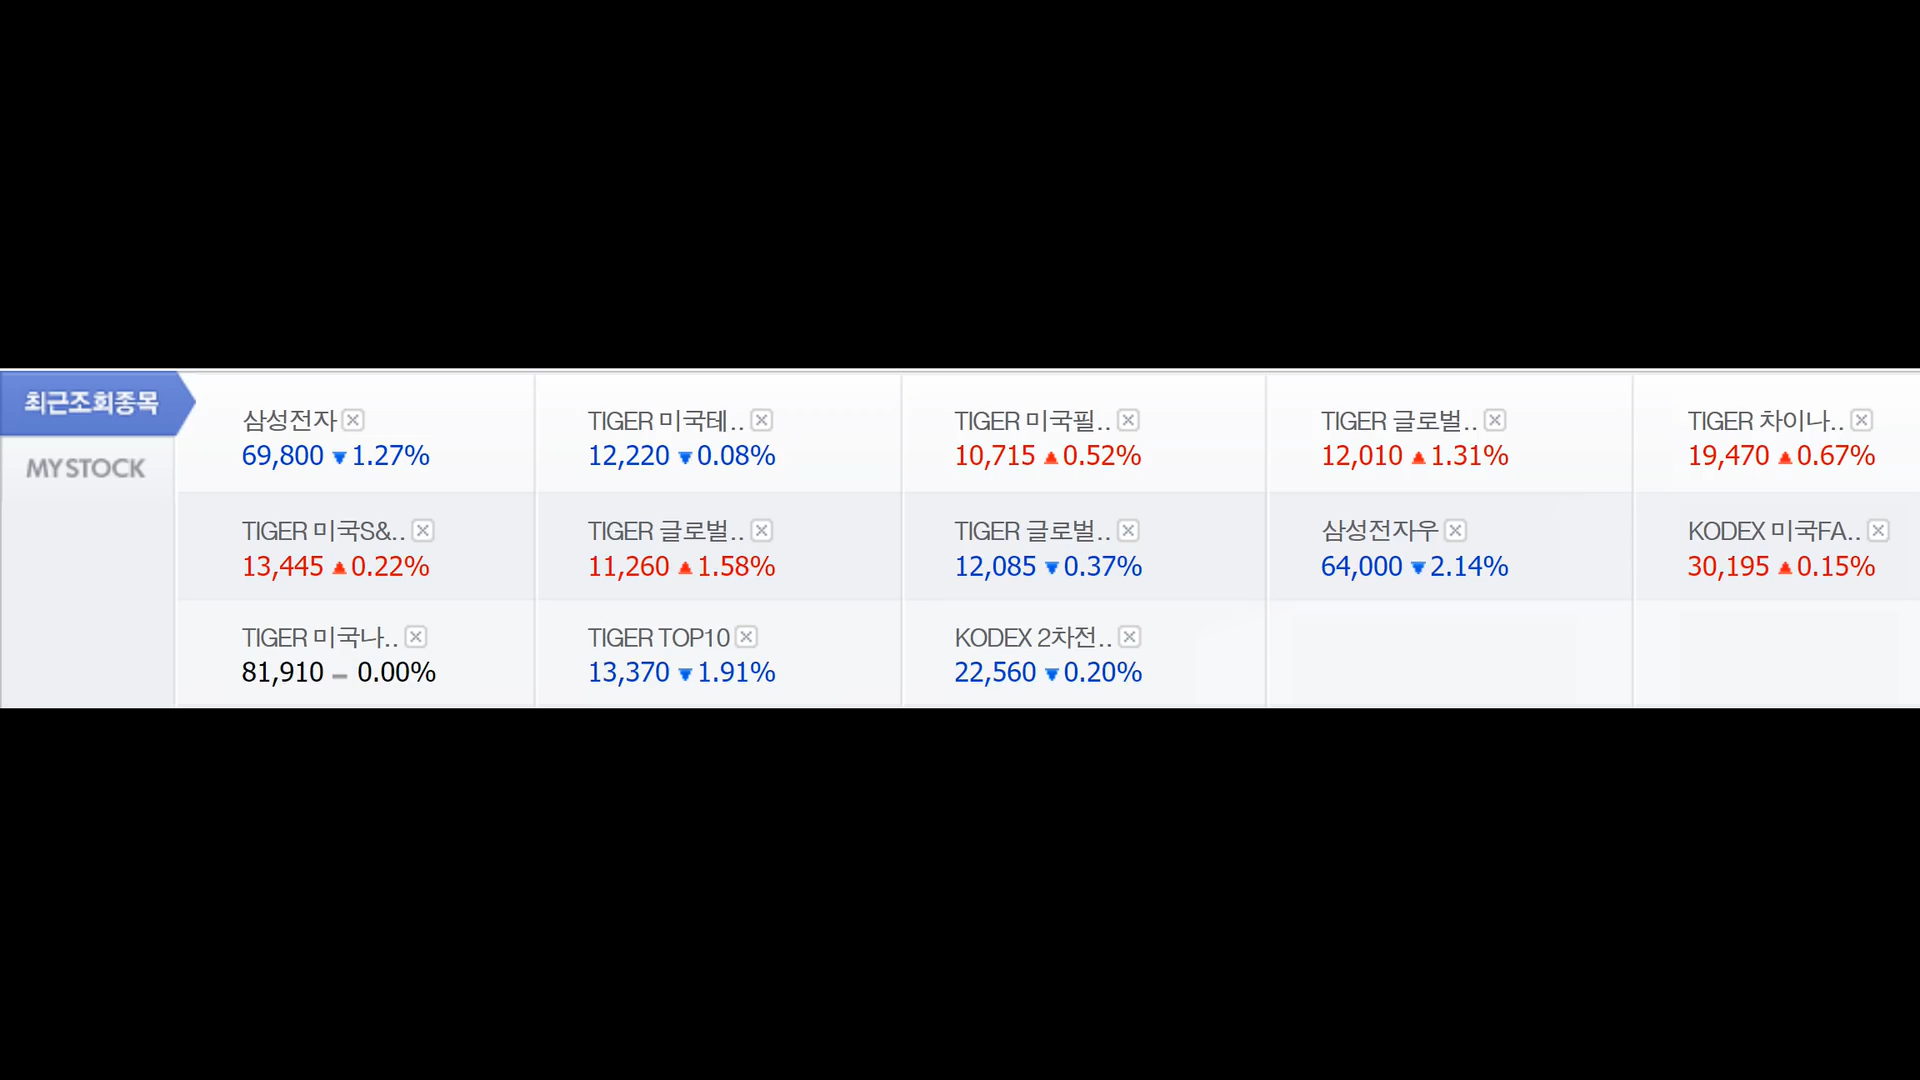 최근조회종목
MYSTOCK
삼성전자
69,800 ▼ 1.27%
TIGER 미국테..
12,220 ▼ 0.08%
TIGER 미국필..
10,715 ▲ 0.52%
TIGER 글로벌..
12,010 ▲ 1.31%
TIGER 차이나..
19,470 ▲ 0.67%
TIGER 미국S&..
13,445 ▲ 0.22%
TIGER 글로벌..
11,260 ▲ 1.58%
TIGER 글로벌..
12,085 ▼ 0.37%
삼성전자우
64,000 ▼ 2.14%
KODEX 미국FA..
30,195 ▲ 0.15%
TIGER 미국나..
81,910 – 0.00%
TIGER TOP10
13,370 ▼ 1.91%
KODEX 2차전..
22,560 ▼ 0.20%